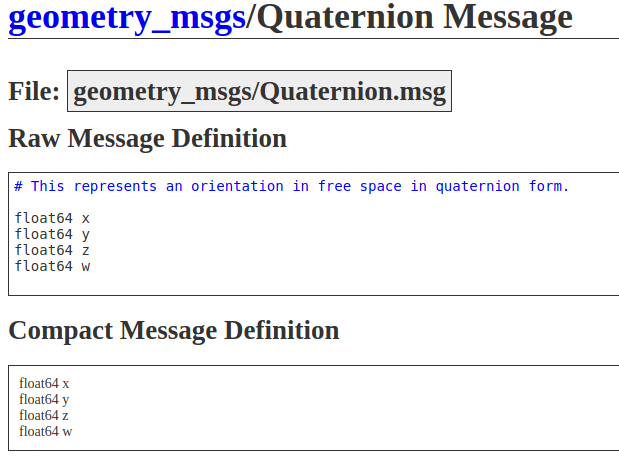 geometry_msgs/Quaternion Message
File: geometry_msgs/Quaternion.msg
Raw Message Definition
# This represents an orientation in free space in quaternion form.
float64 x
float64 y
float64 z
float64 w
Compact Message Definition
float64 x
float64 y
float64 z
float64 w